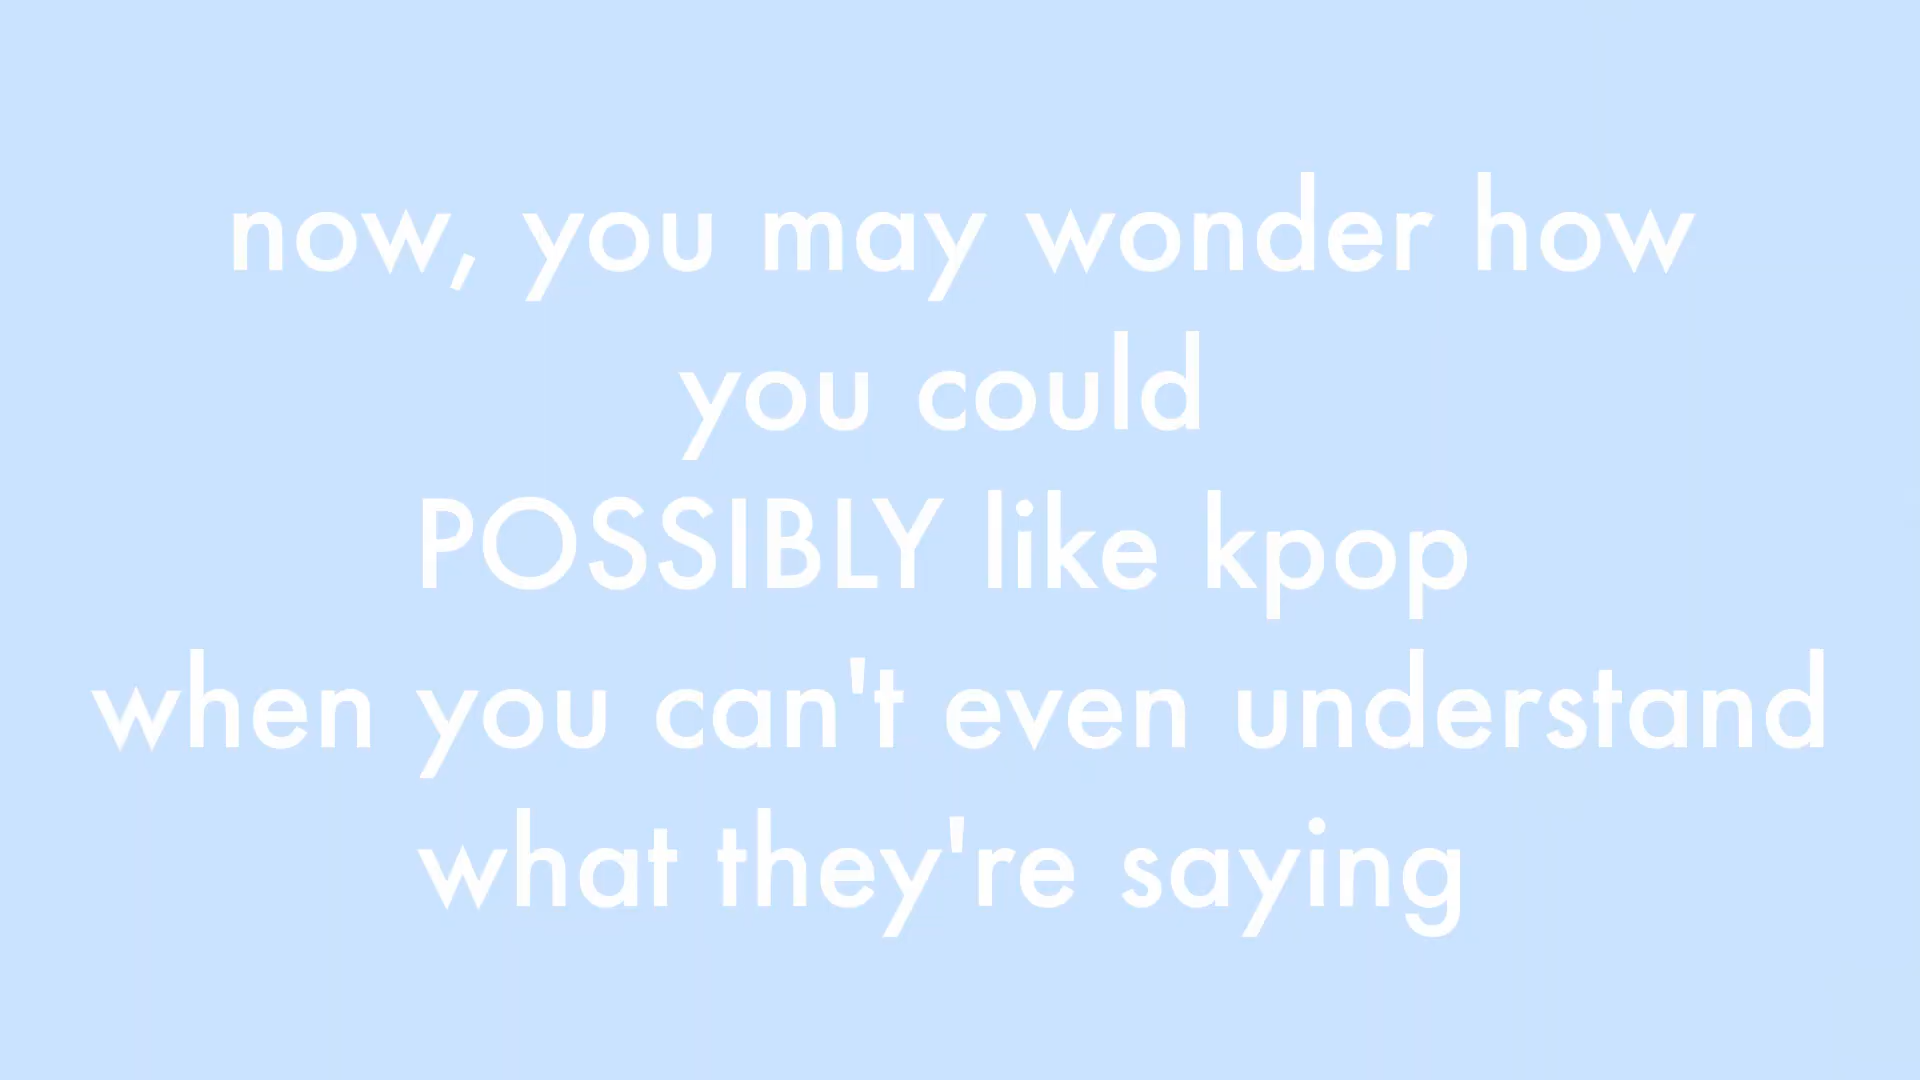 now, you may wonder how
you could
POSSIBLY like kpop
when you can't even understand
what they're saying